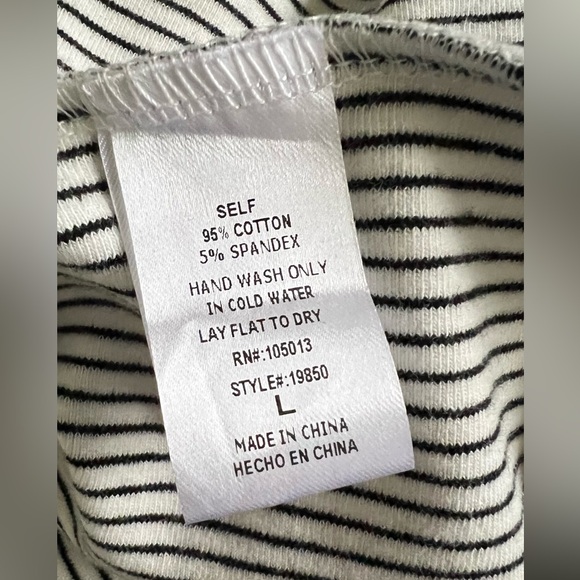 SELF
95% COTTON
5% SPANDEX
HAND WASH ONLY
IN COLD WATER
LAY FLAT TO DRY
RN#:105013
STYLE#:19850
L
MADE IN CHINA
HECHO EN CHINA